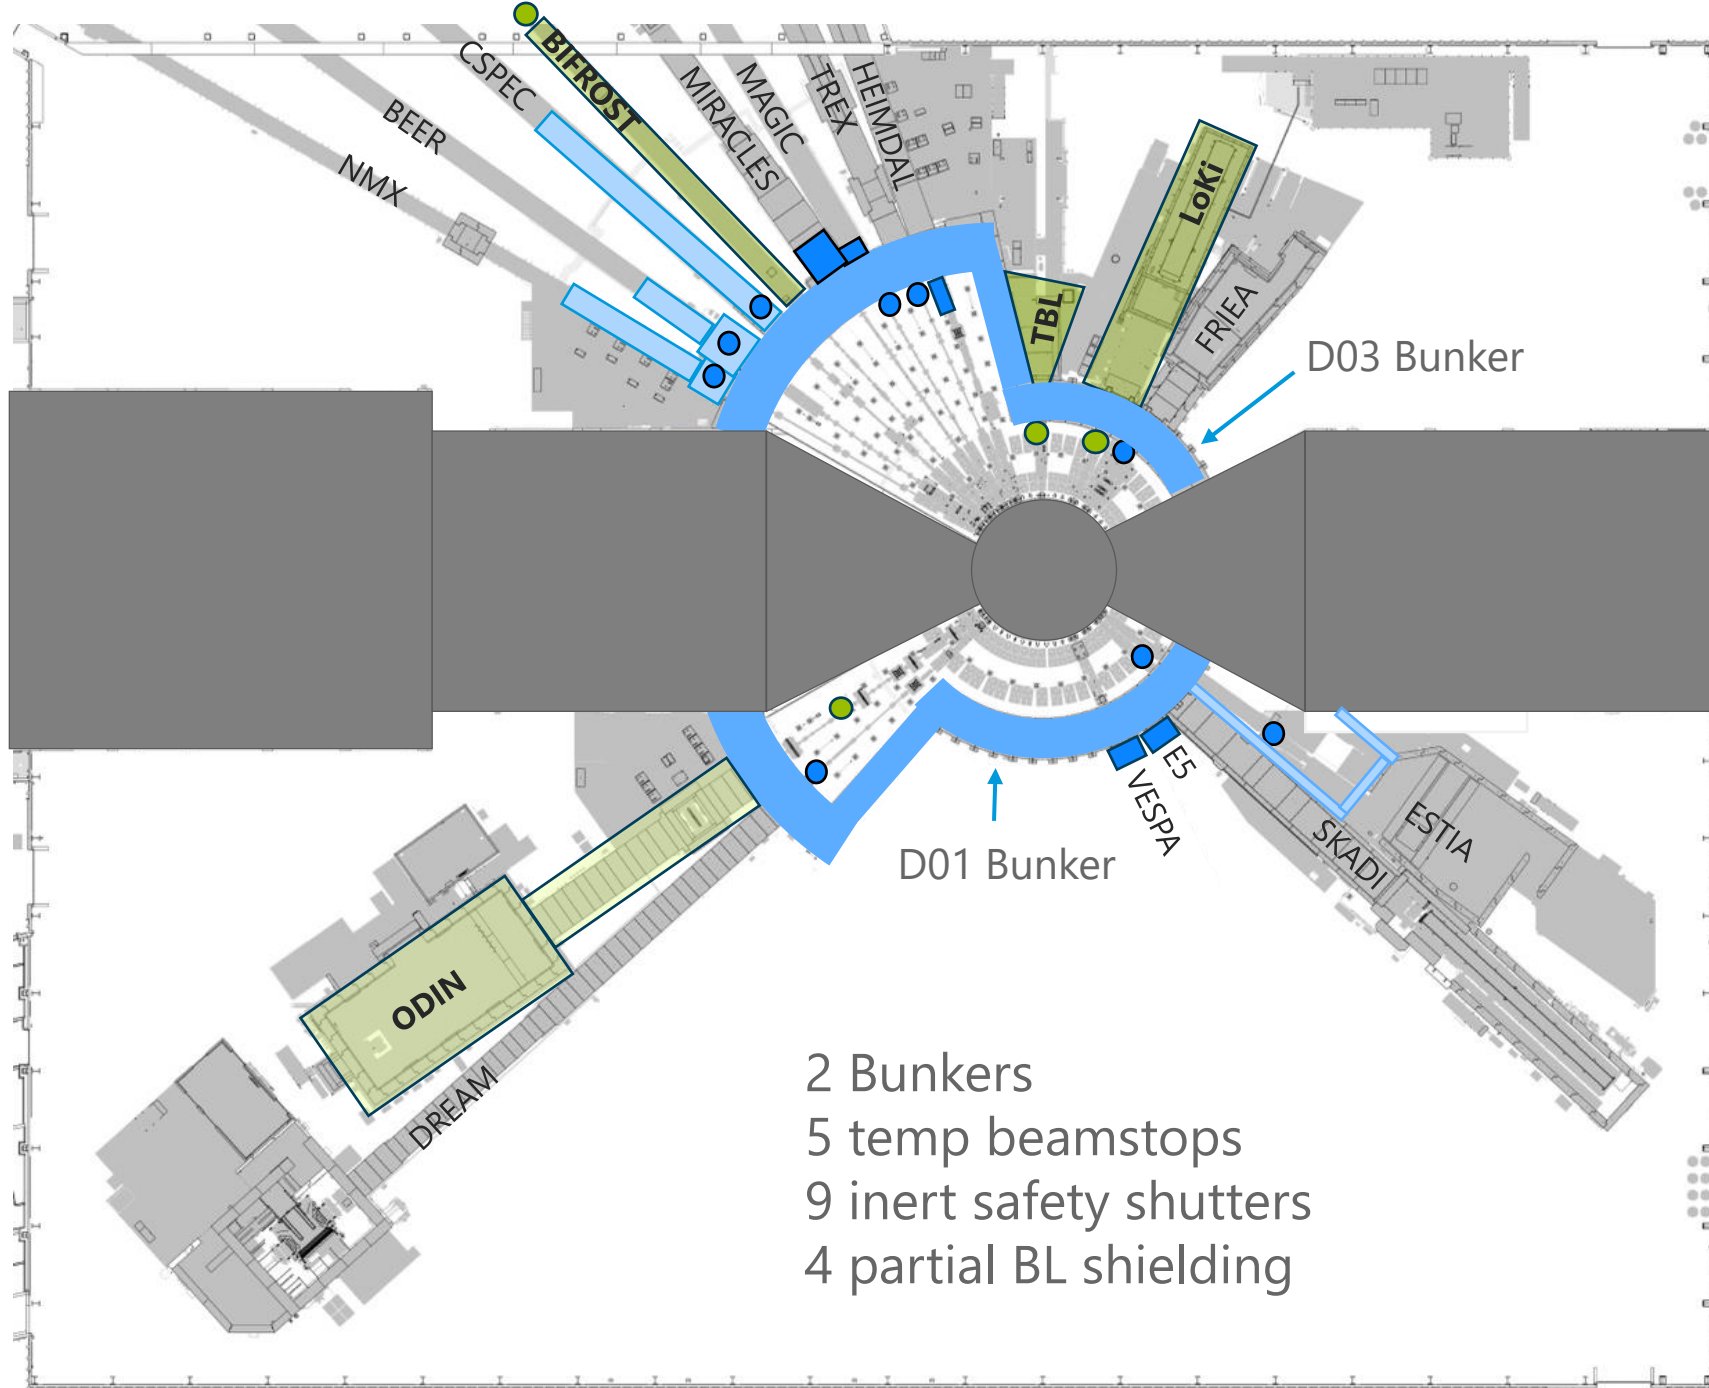 BIFROST
CSPEC
MIRACLES
MAGIC
TREX
HEIMDAL
BEER
NMX
LoKi
TBL
FRIEA
D03 Bunker
E5
VESPA
D01 Bunker
SKADI
ESTIA
ODIN
DREAM
2 Bunkers
5 temp beamstops
9 inert safety shutters
4 partial BL shielding